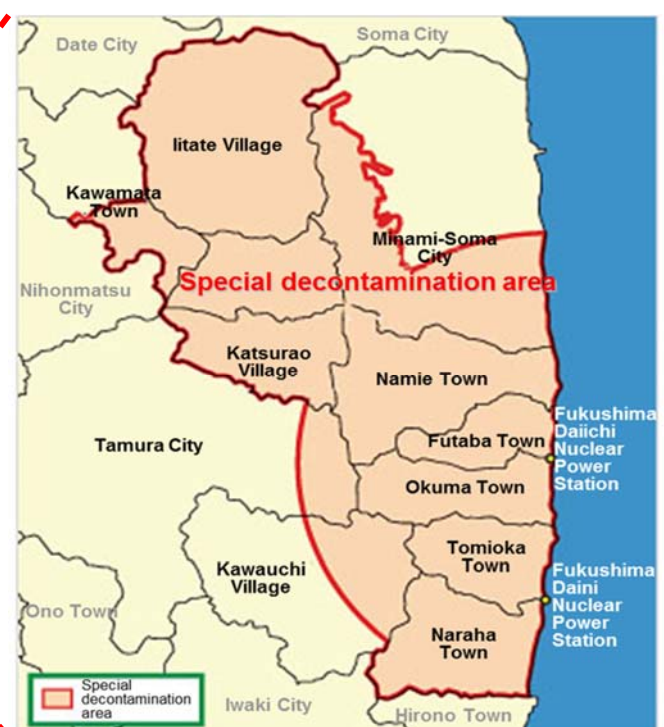 Date City
Soma City
Iitate Village
Kawamata
Town
Minami-Soma
City
Nihonmatsu
City
Special decontamination area
Katsurao
Village
Namie Town
Fukushima
Daiichi
Nuclear
Power
Station
Futaba Town
Tamura City
Okuma Town
Tomioka
Town
Kawauchi
Village
Fukushima
Daini
Nuclear
Power
Station
Ono Town
Naraha
Town
Special
decontamination
area
Iwaki City
Hirono Town